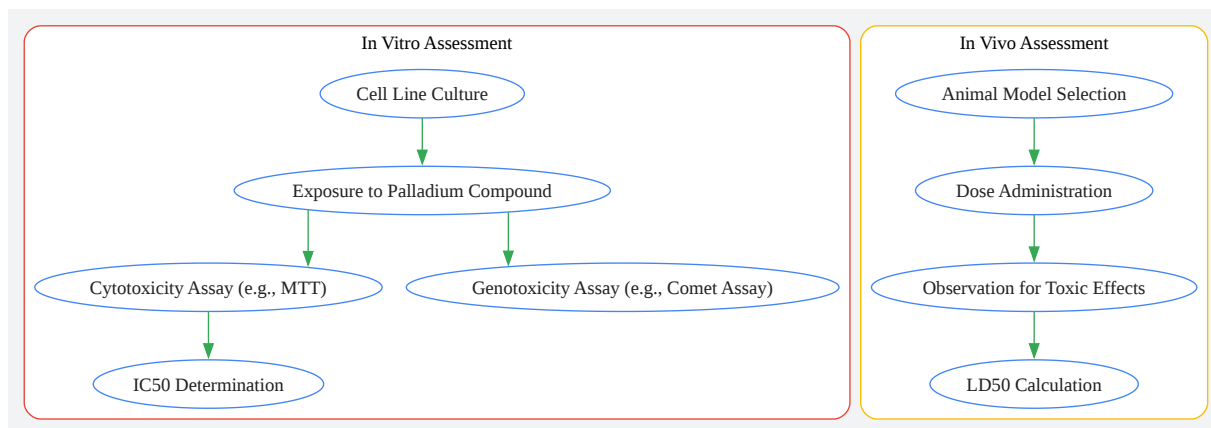 In Vitro Assessment
Cell Line Culture
Exposure to Palladium Compound
Cytotoxicity Assay (e.g., MTT)
Genotoxicity Assay (e.g., Comet Assay)
IC50 Determination
In Vivo Assessment
Animal Model Selection
Dose Administration
Observation for Toxic Effects
LD50 Calculation